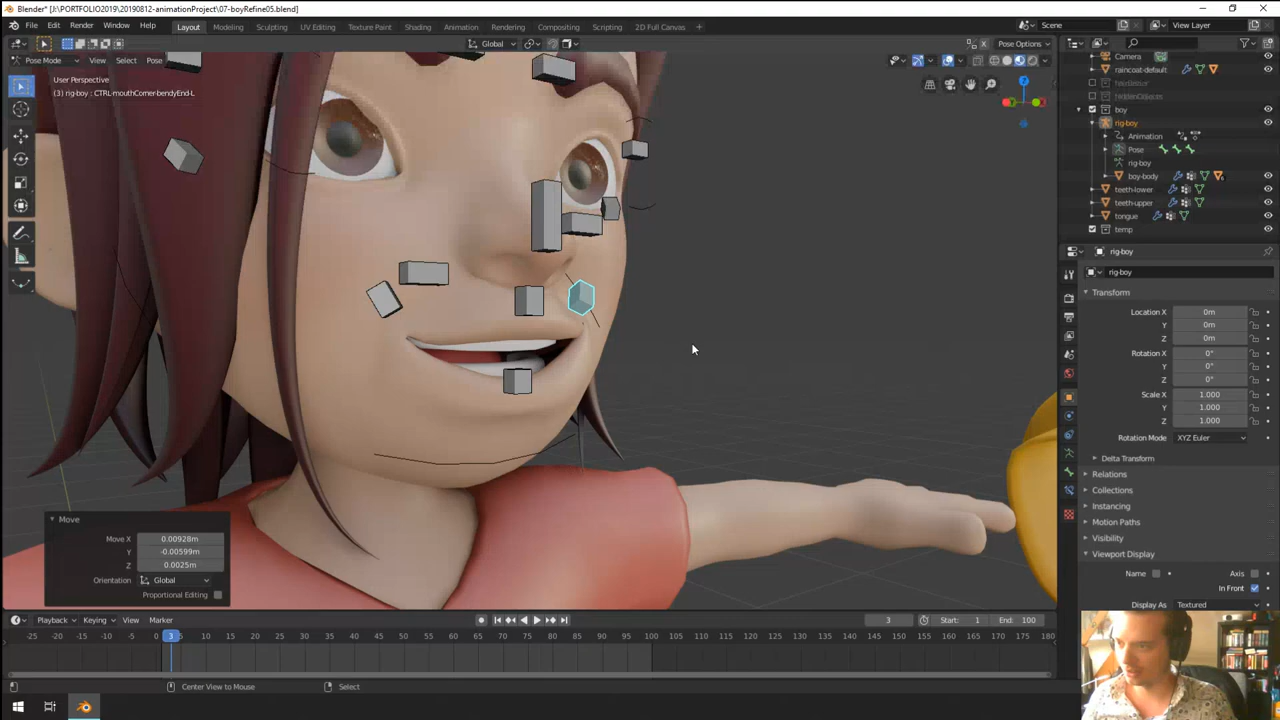 Blender* [J:\PORTFOLIO2019\20190812-animationProject\07-boyRefine05.blend]
File Edit Render Window Help
Layout Modeling Sculpting UV Editing Texture Paint Shading Animation Rendering Compositing Scripting 2D Full Canvas +
Scene
View Layer
Global
Pose Options
Pose Mode View Select Pose
User Perspective
(3) rig-boy : CTRL-mouthCorner-bendyEnd-L
Camera
raincoat-default
boy
rig-boy
Animation
Pose
rig-boy
boy-body
teeth-lower
teeth-upper
tongue
temp
rig-boy
rig-boy
Transform
Location X 0m
Y 0m
Z 0m
Rotation X 0°
Y 0°
Z 0°
Scale X 1.000
Y 1.000
Z 1.000
Rotation Mode XYZ Euler
Delta Transform
Relations
Collections
Instancing
Motion Paths
Visibility
Viewport Display
Name Axis
In Front
Display As Textured
Move
Move X 0.00928m
Y -0.00599m
Z 0.0025m
Orientation Global
Proportional Editing
Playback Keying View Marker
3 Start: 1 End: 100
-25 -20 -15 -10 -5 0 3 5 10 15 20 25 30 35 40 45 50 55 60 65 70 75 80 85 90 95 100 105 110 115 120 125 130 135 140 145 150 155 160 165 170 175 180
Center View to Mouse
Select